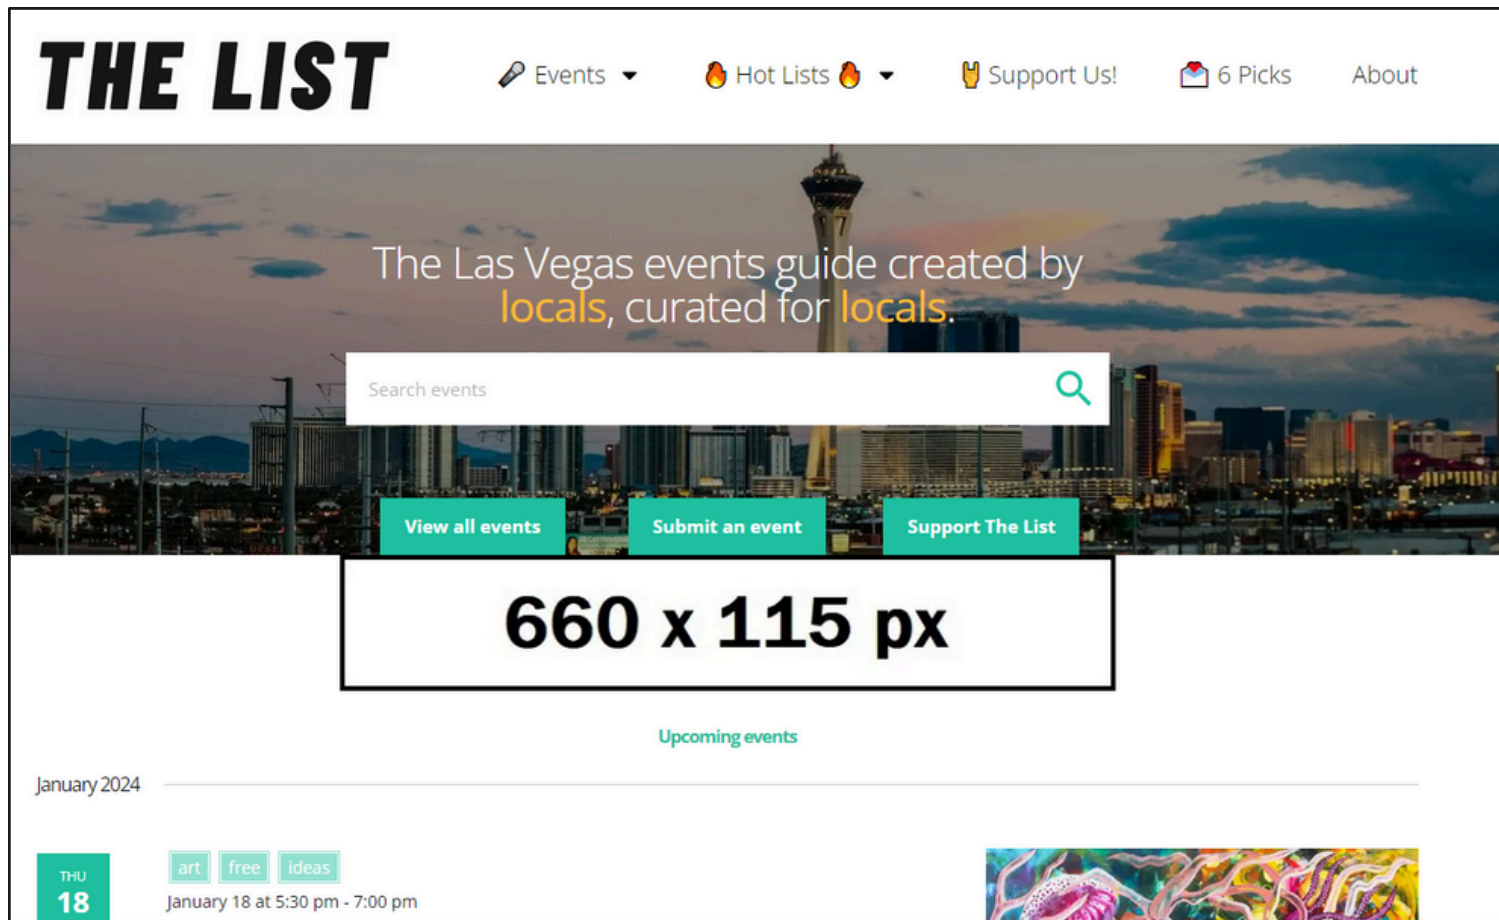 THE LIST
🎤 Events
🔥 Hot Lists 🔥
🤘 Support Us!
💌 6 Picks
About
The Las Vegas events guide created by
locals, curated for locals.
Search events
View all events
Submit an event
Support The List
660 x 115 px
Upcoming events
January 2024
THU
18
art free ideas
January 18 at 5:30 pm - 7:00 pm